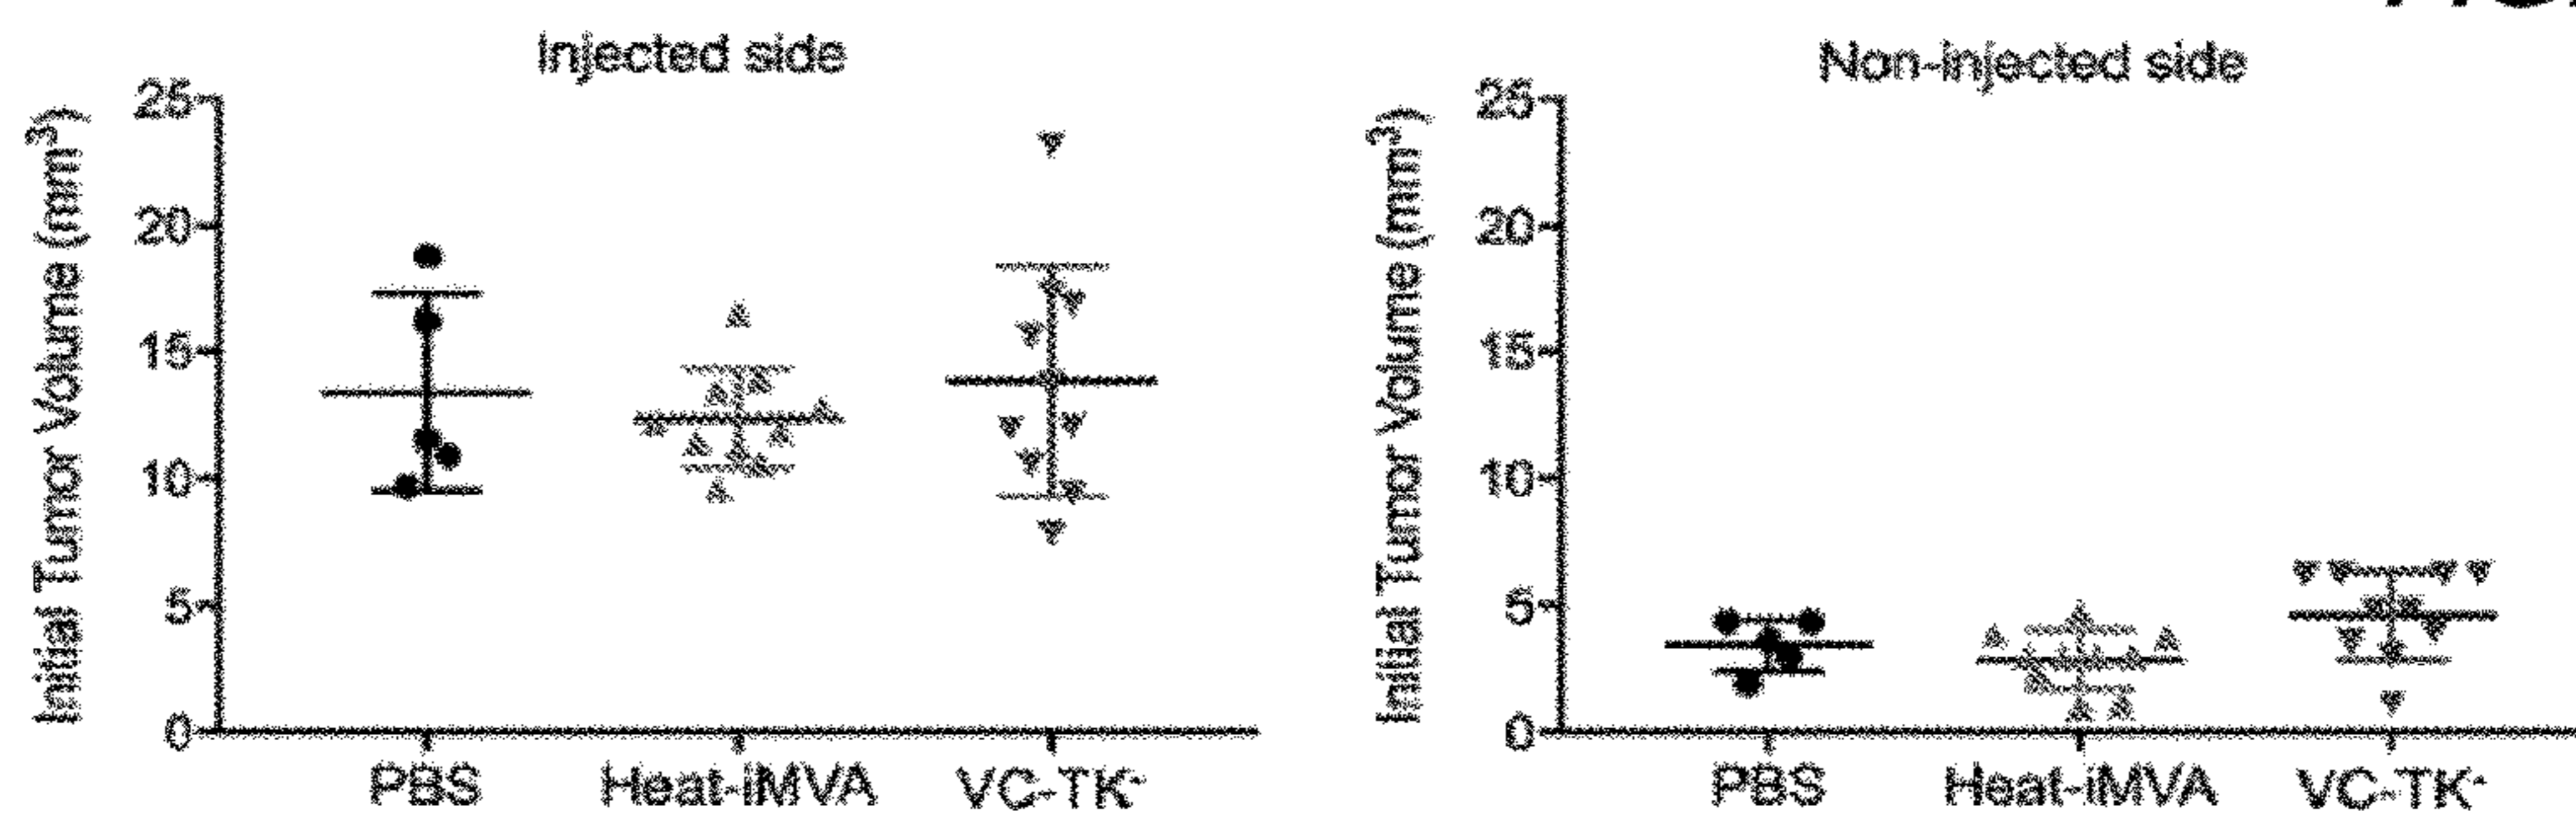 Injected side
Initial Tumor Volume (mm³)
25
20
15
10
5
0
PBS Heat-iMVA VC-TK-
Non-injected side
Initial Tumor Volume (mm³)
25
20
15
10
5
0
PBS Heat-iMVA VC-TK-